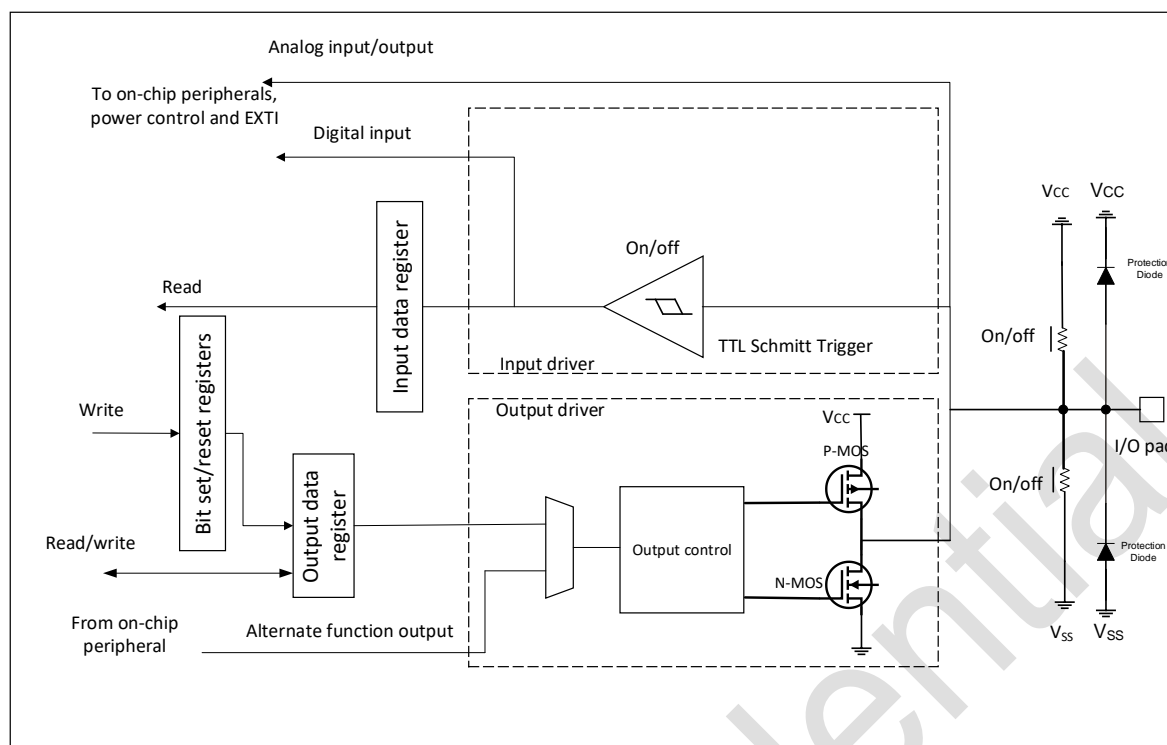 Analog input/output
To on-chip peripherals,
power control and EXTI
Digital input
On/off
TTL Schmitt Trigger
Input driver
Input data register
Read
Bit set/reset registers
Write
Output data
register
Read/write
From on-chip
peripheral
Alternate function output
Output driver
Output control
VCC
P-MOS
N-MOS
VCC
VCC
Protection
Diode
On/off
I/O pad
On/off
Protection
Diode
VSS
VSS
ential